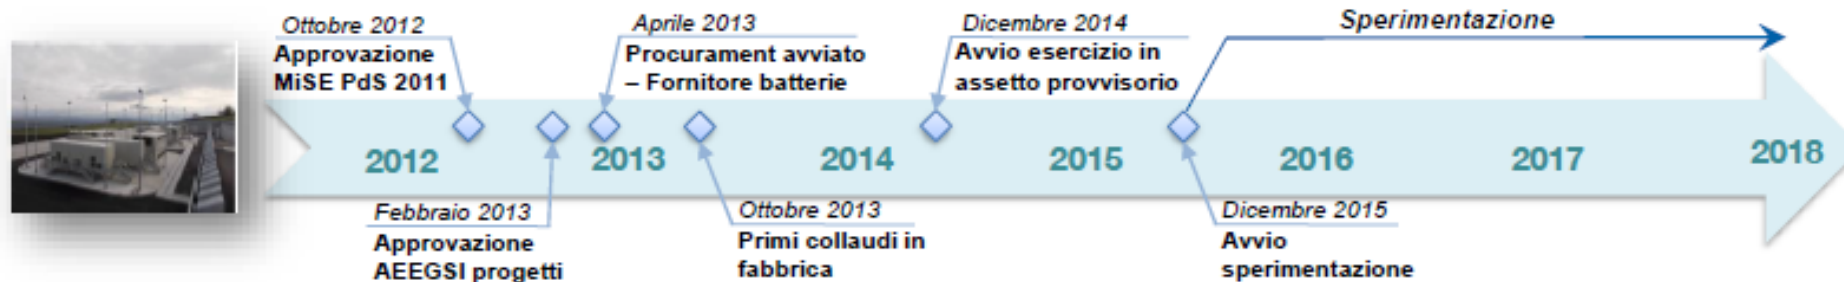 Ottobre 2012
Approvazione
MiSE PdS 2011
Aprile 2013
Procurament avviato
– Fornitore batterie
Dicembre 2014
Avvio esercizio in
assetto provvisorio
Sperimentazione
2012
2013
2014
2015
2016
2017
2018
Febbraio 2013
Approvazione
AEEGSI progetti
Ottobre 2013
Primi collaudi in
fabbrica
Dicembre 2015
Avvio
sperimentazione